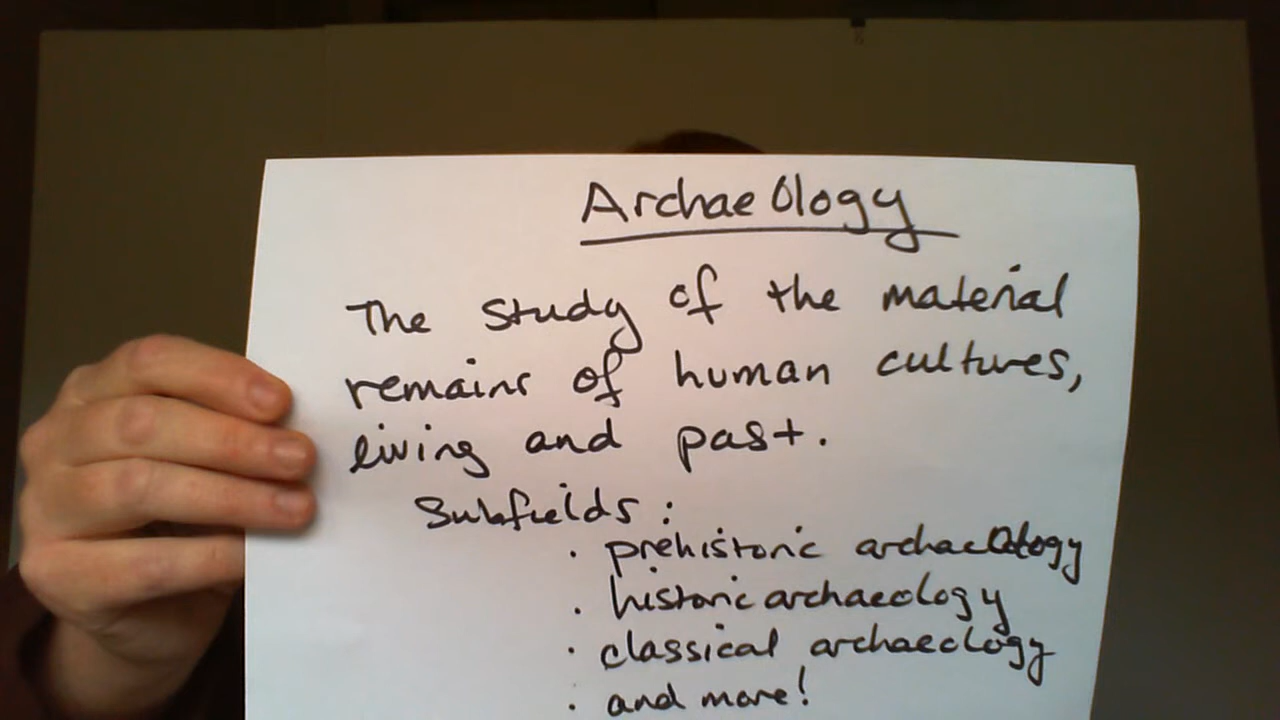 Archaeology
The study of the material
remains of human cultures,
living and past.
Subfields:
· prehistoric archaeology
· historic archaeology
· classical archaeology
· and more!